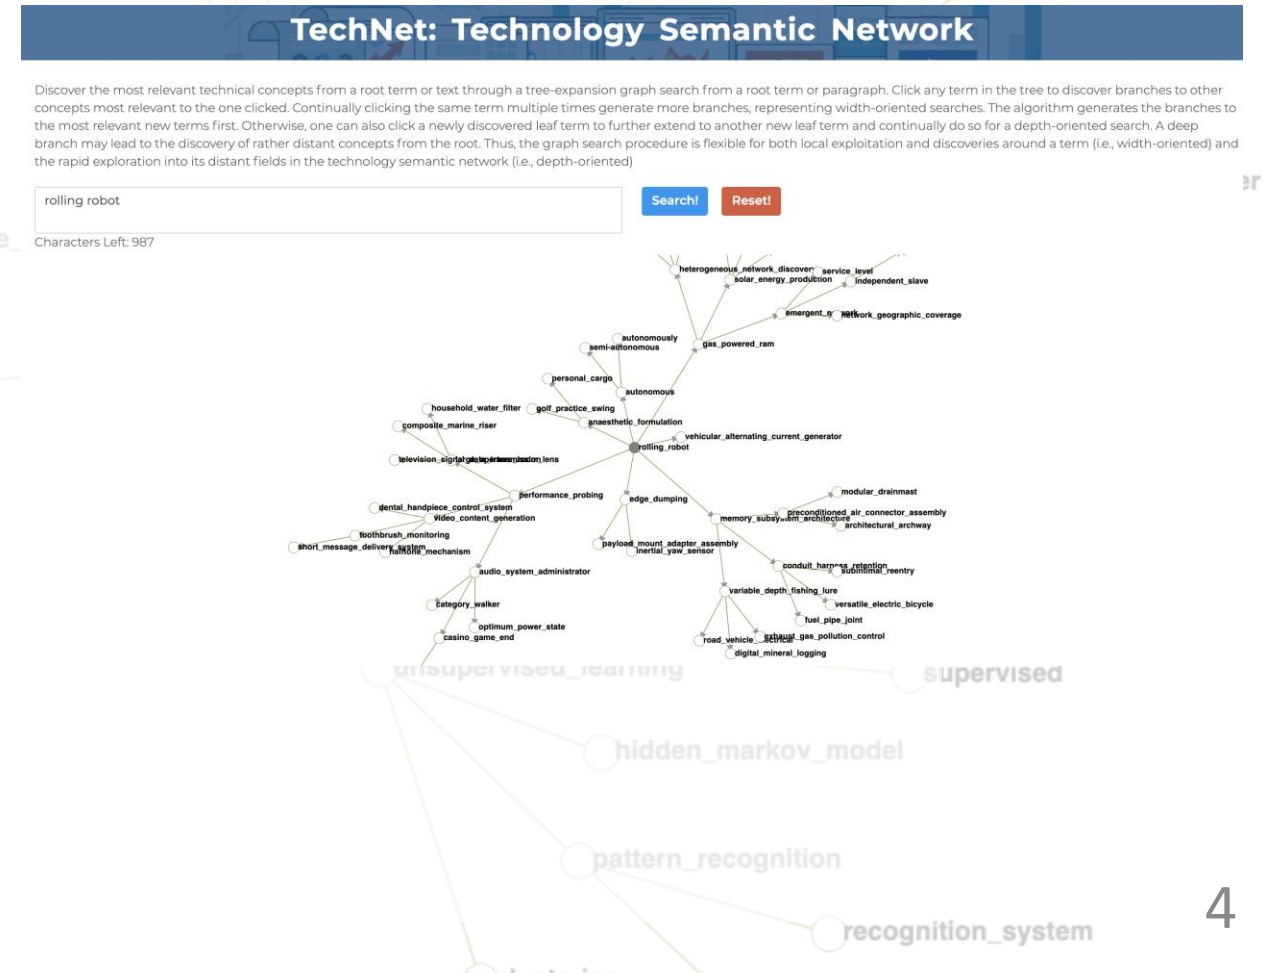 TechNet: Technology Semantic Network
Discover the most relevant technical concepts from a root term or text through a tree-expansion graph search from a root term or paragraph. Click any term in the tree to discover branches to other
concepts most relevant to the one clicked. Continually clicking the same term multiple times generate more branches, representing width-oriented searches. The algorithm generates the branches to
the most relevant new terms first. Otherwise, one can also click a newly discovered leaf term to further extend to another new leaf term and continually do so for a depth-oriented search. A deep
branch may lead to the discovery of rather distant concepts from the root. Thus, the graph search procedure is flexible for both local exploitation and discoveries around a term (i.e., width-oriented) and
the rapid exploration into its distant fields in the technology semantic network (i.e., depth-oriented)
rolling robot
Search!
Reset!
Characters Left: 987
heterogeneous_network_discovery
service_level
solar_energy_production
independent_slave
emergent_network
network_geographic_coverage
autonomously
semi-autonomous
gas_powered_ram
personal_cargo
autonomous
household_water_filter
golf_practice_swing
anaesthetic_formulation
composite_marine_riser
vehicular_alternating_current_generator
rolling_robot
performance_probing
edge_dumping
modular_drainmast
dental_handpiece_control_system
video_content_generation
preconditioned_air_connector_assembly
memory_subsystem_architecture
architectural_archway
toothbrush_monitoring
short_message_delivery_system
halftone_mechanism
payload_mount_adapter_assembly
inertial_yaw_sensor
audio_system_administrator
conduit_harness_retention
subintimal_reentry
variable_depth_fishing_lure
category_walker
versatile_electric_bicycle
optimum_power_state
fuel_pipe_joint
casino_game_end
exhaust_gas_pollution_control
digital_mineral_logging
unsupervised_learning
supervised
hidden_markov_model
pattern_recognition
4
recognition_system